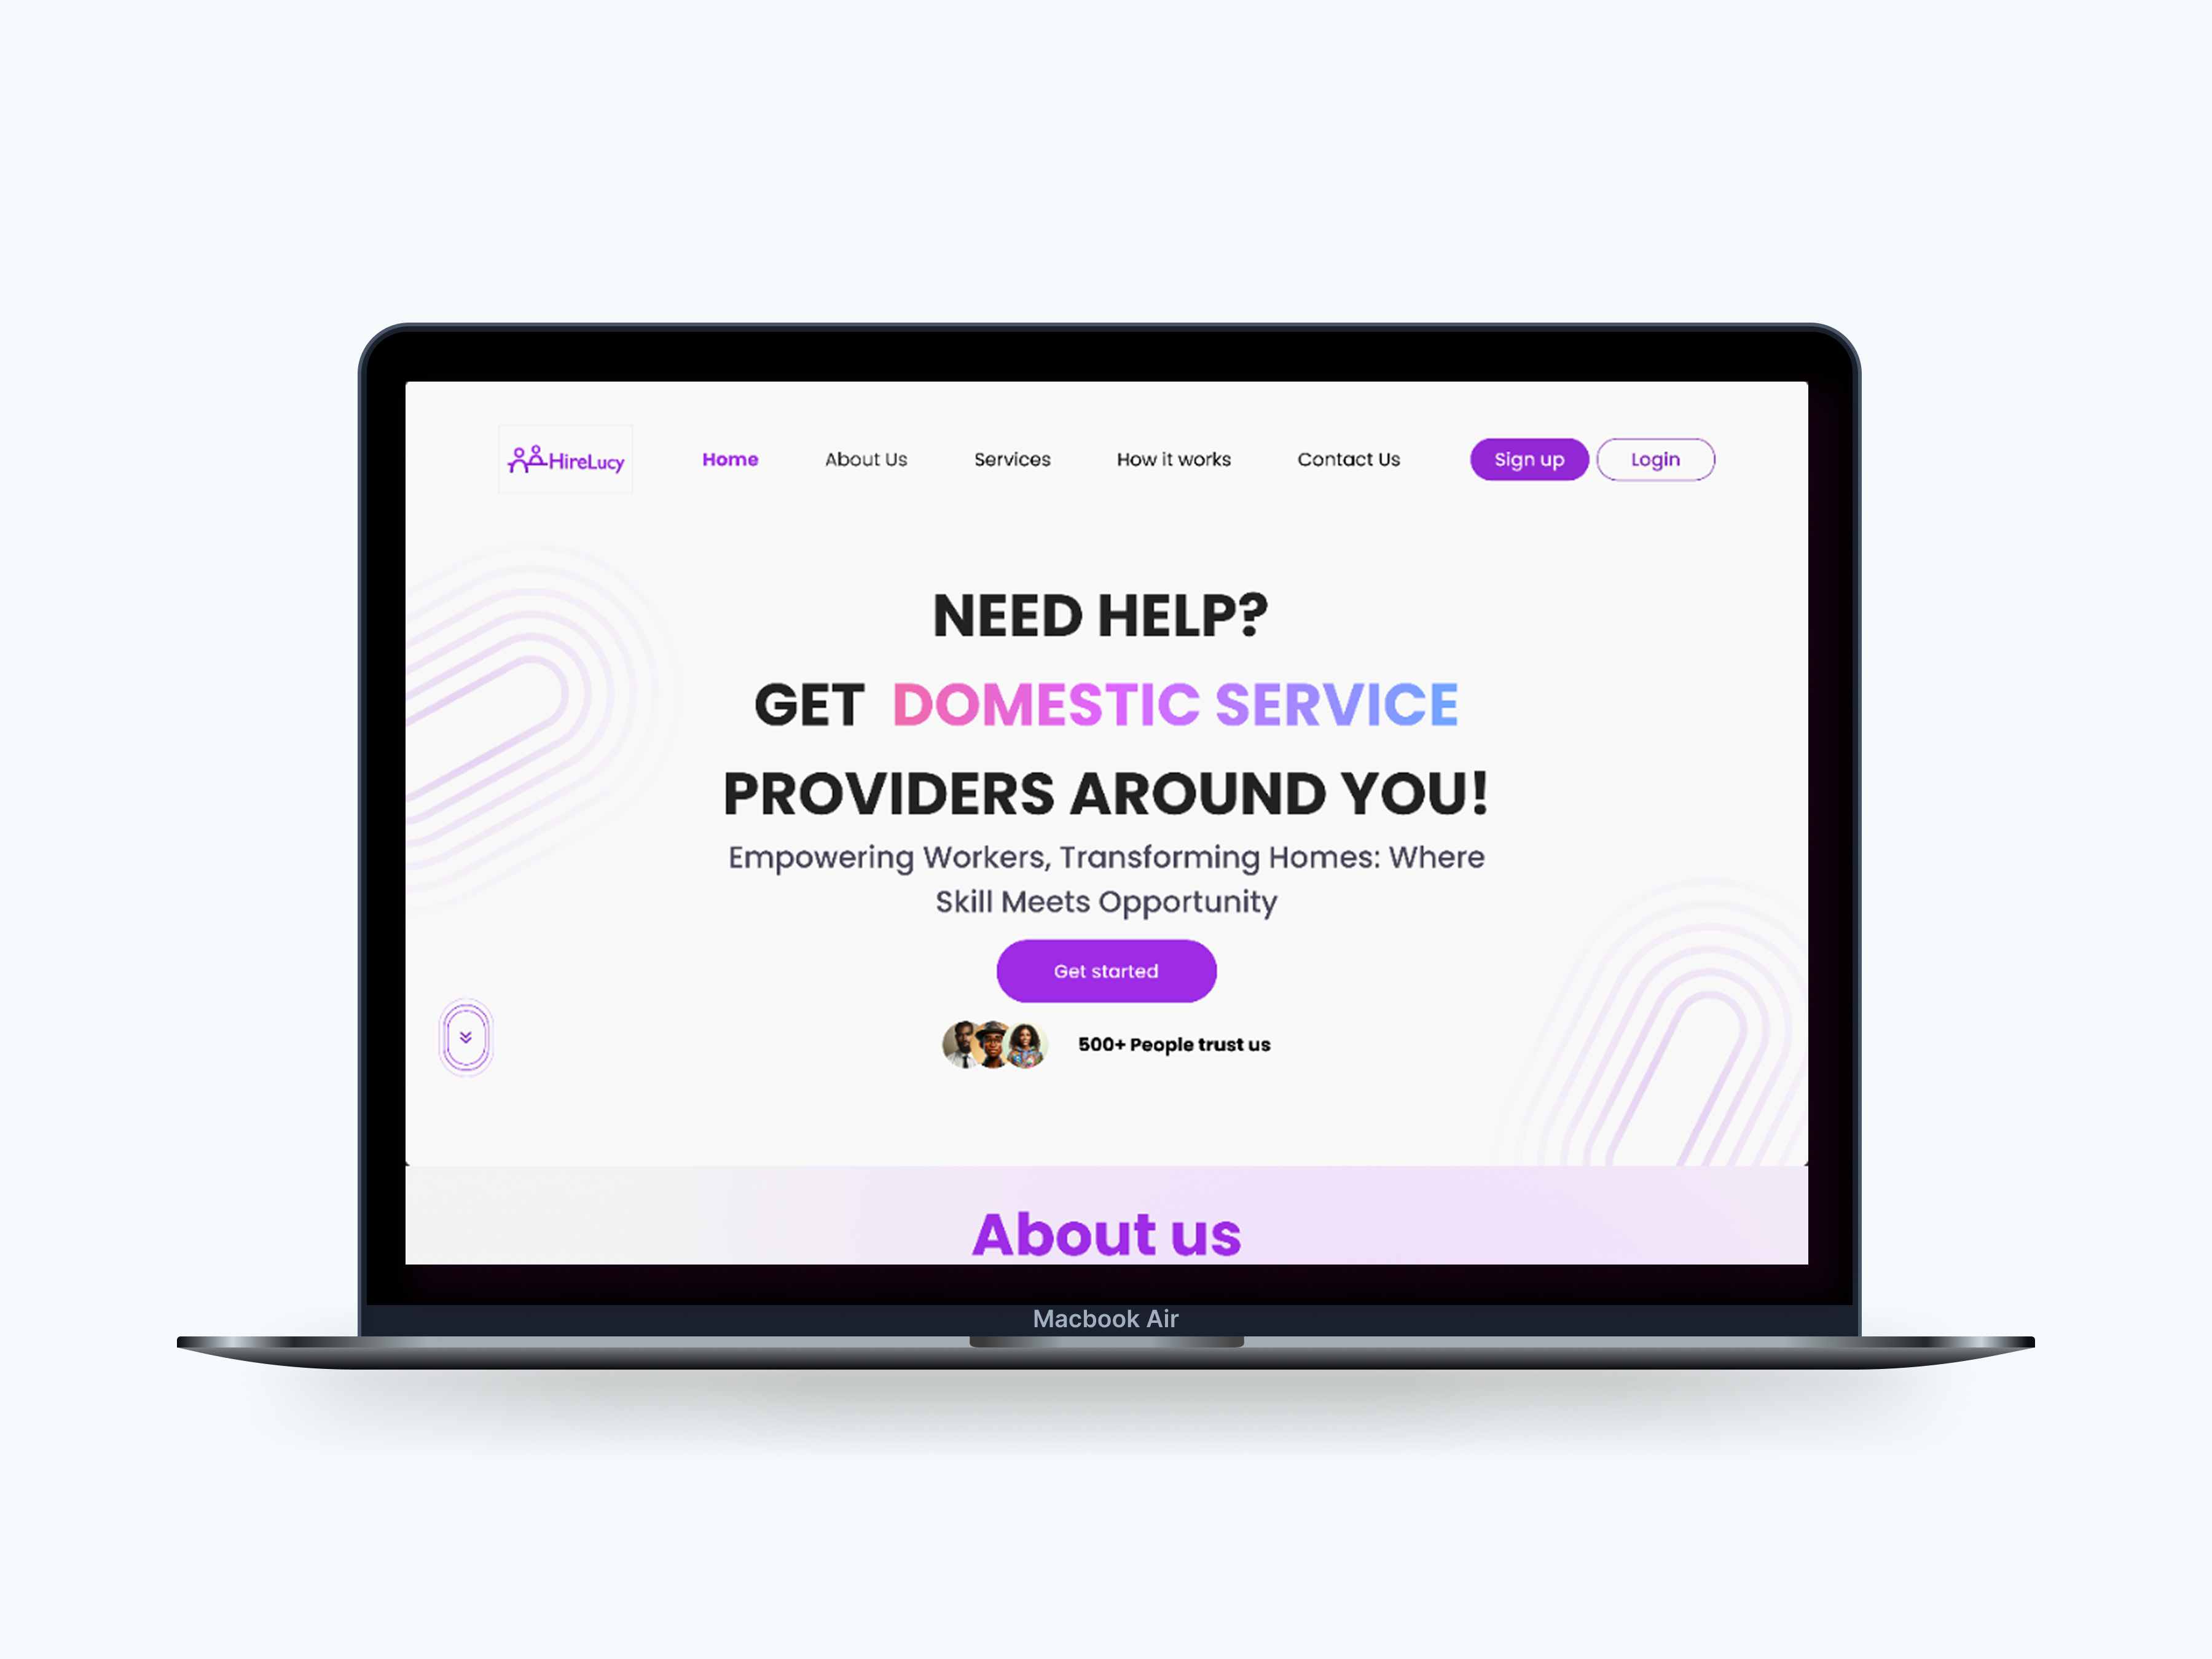 HireLucy
Home
About Us
Services
How it works
Contact Us
Sign up
Login
NEED HELP?
GET DOMESTIC SERVICE
PROVIDERS AROUND YOU!
Empowering Workers, Transforming Homes: Where
Skill Meets Opportunity
Get started
500+ People trust us
About us
Macbook Air